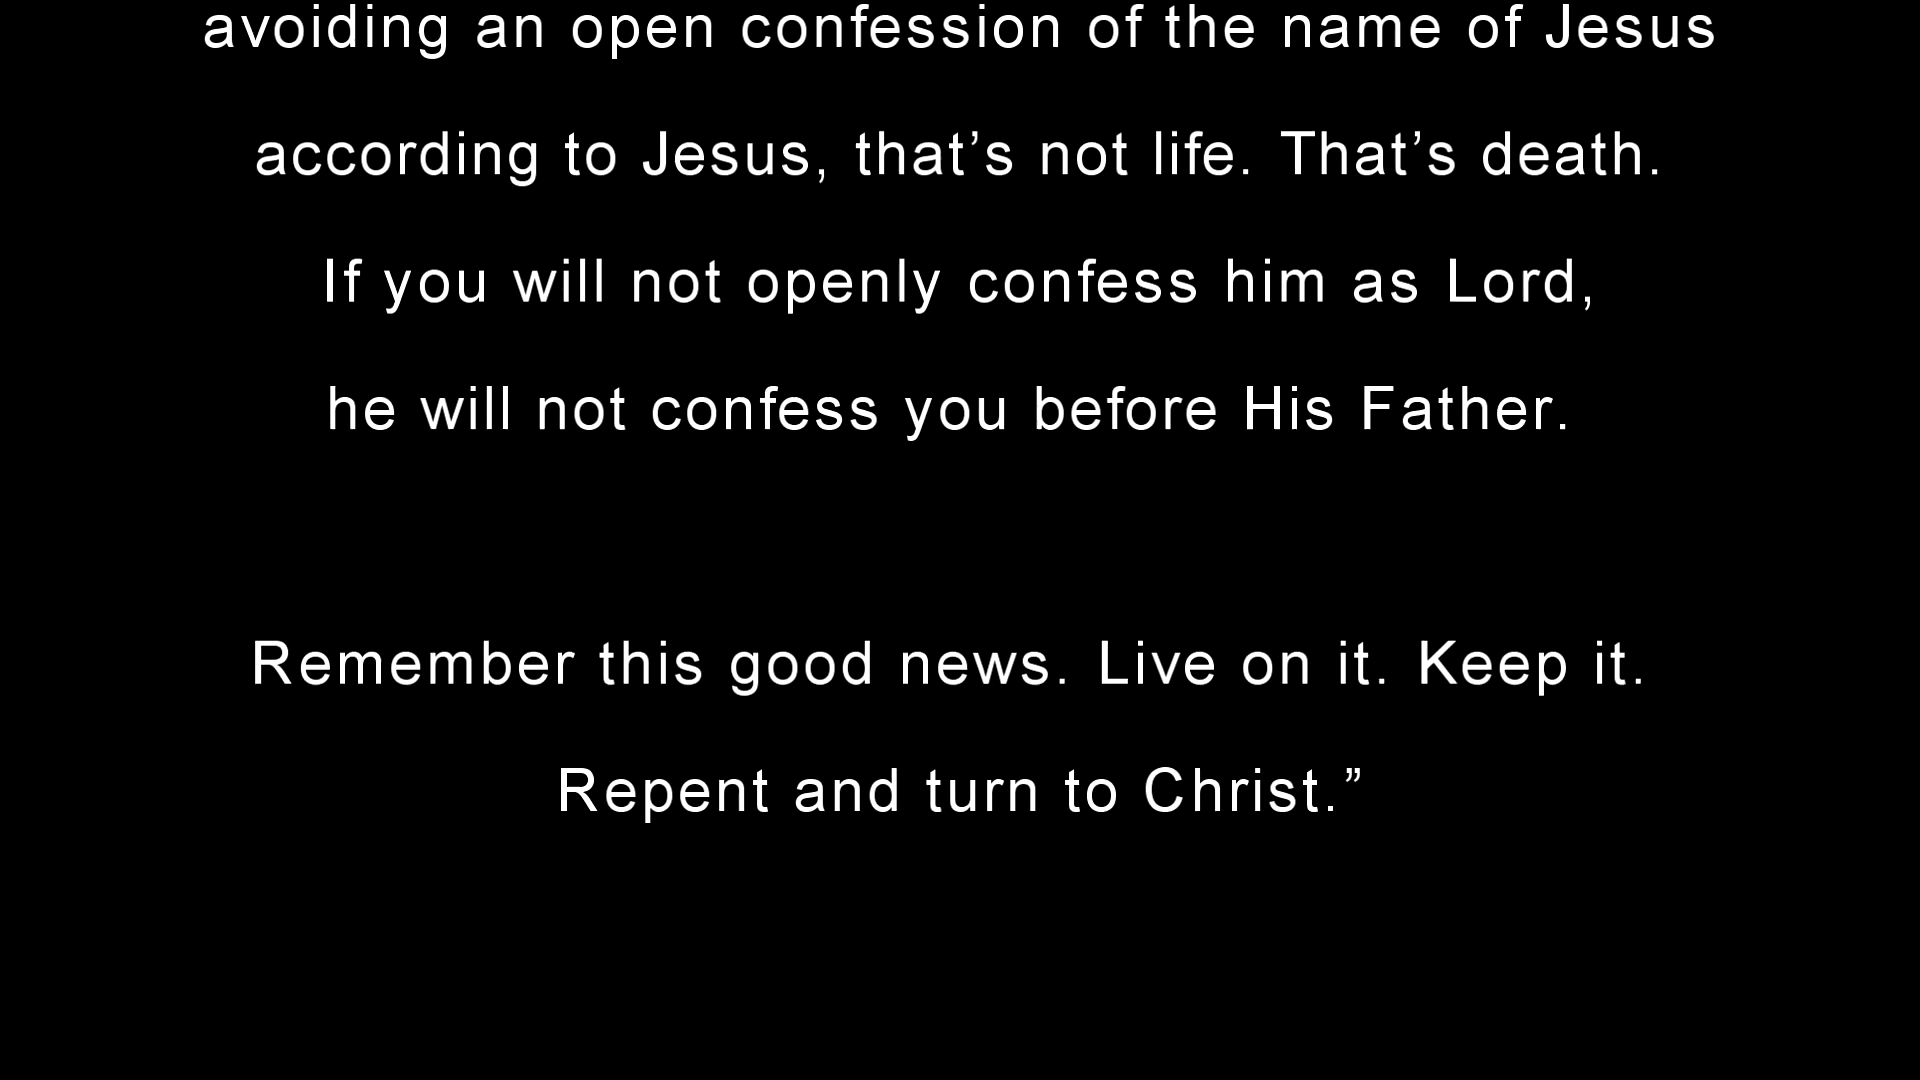 avoiding an open confession of the name of Jesus
according to Jesus, that’s not life. That’s death.
If you will not openly confess him as Lord,
he will not confess you before His Father.
Remember this good news. Live on it. Keep it.
Repent and turn to Christ.”